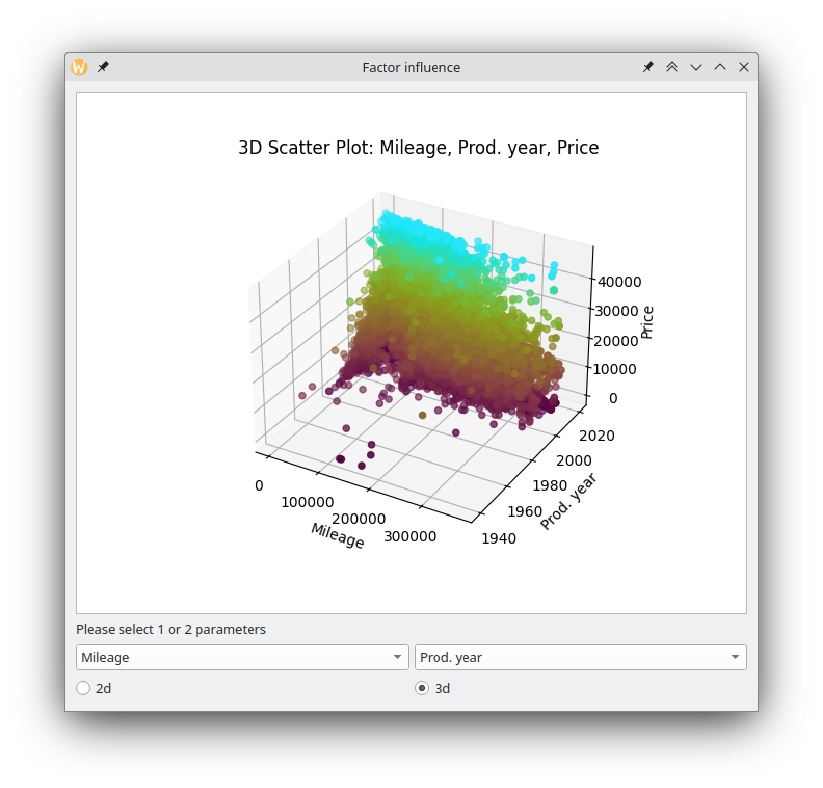 Factor influence
3D Scatter Plot: Mileage, Prod. year, Price
40000
30000
20000
10000
0
Price
2020
2000
1980
1960
1940
Prod. year
0
100000
200000
300000
Mileage
Please select 1 or 2 parameters
Mileage Prod. year
2d 3d